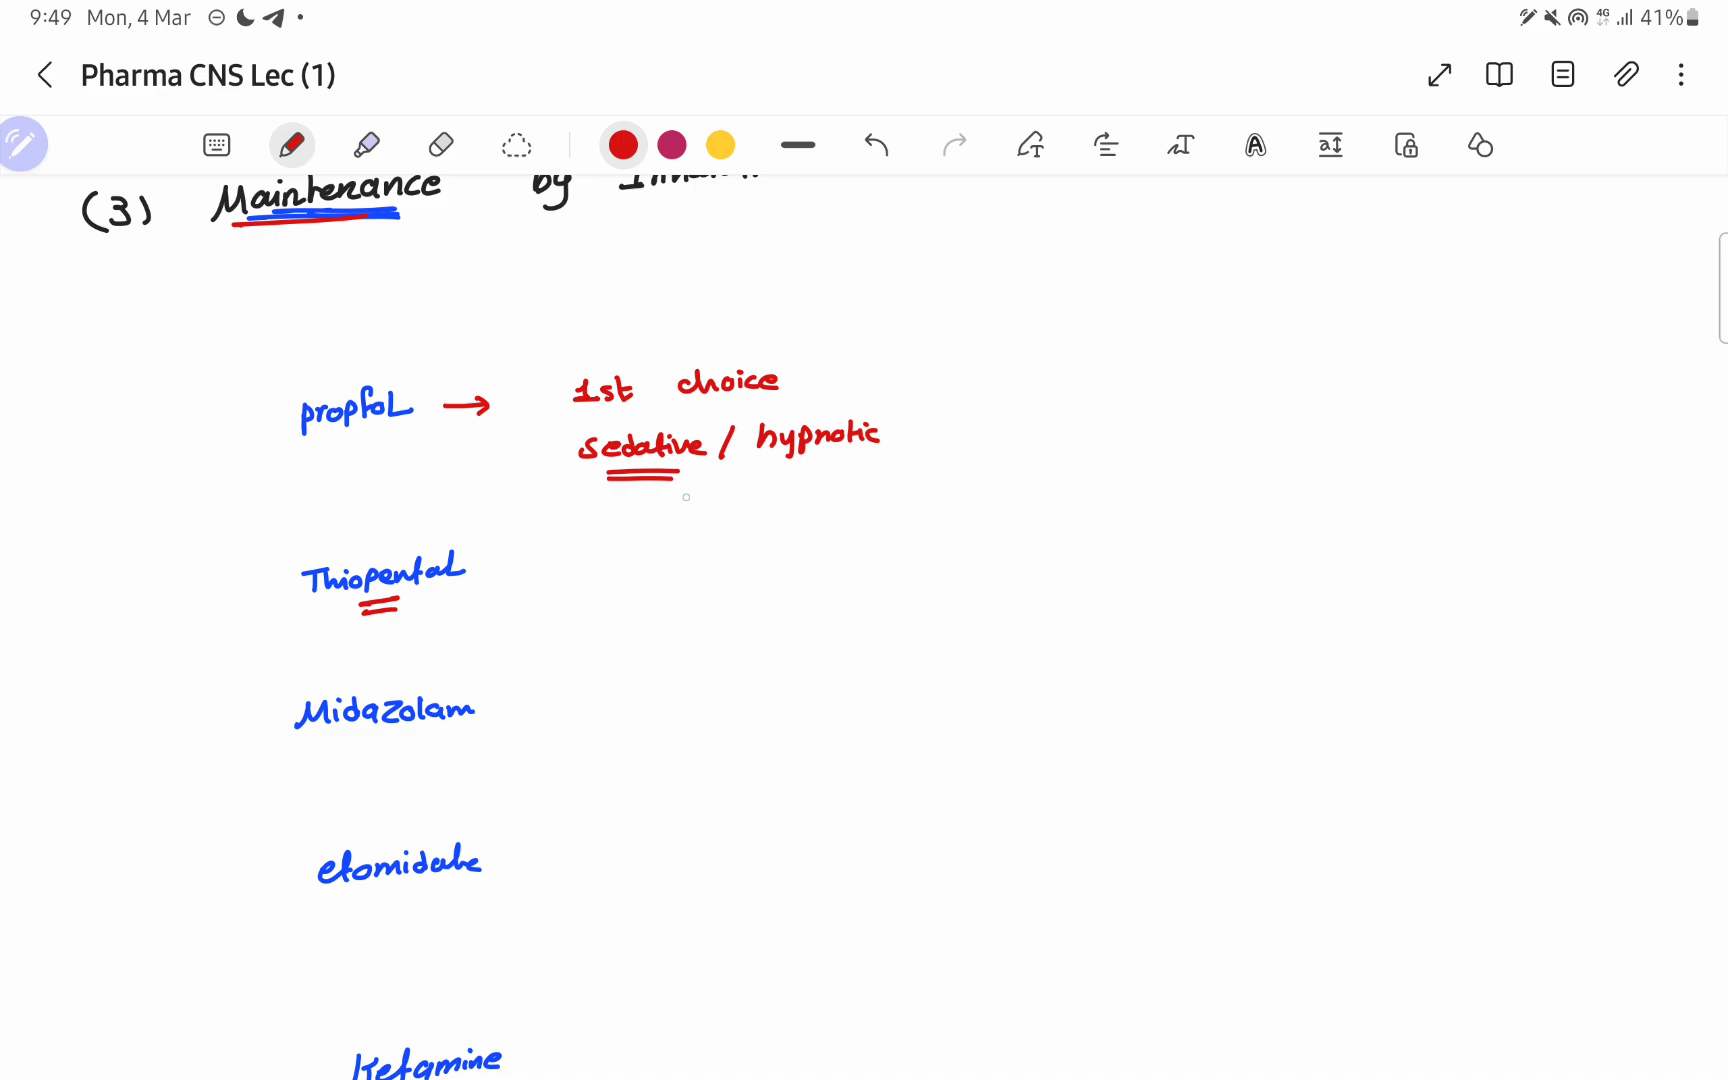 9:49 Mon, 4 Mar
4G 41%
Pharma CNS Lec (1)
(3) Maintenance by
propfol → 1st choice
sedative / hypnotic
Thiopental
Midazolam
etomidate
Ketamine